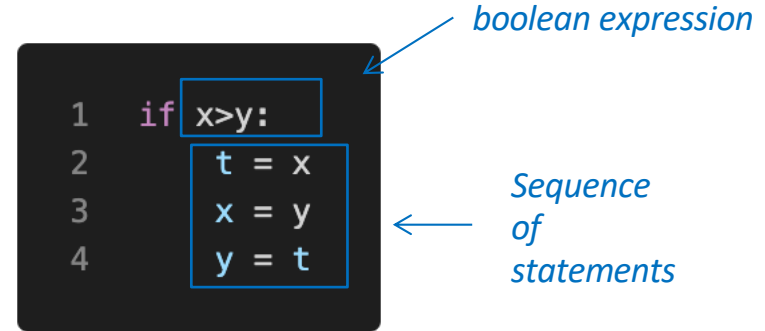 boolean expression
1 if x>y:
2 t = x
3 x = y
4 y = t
Sequence
of
statements